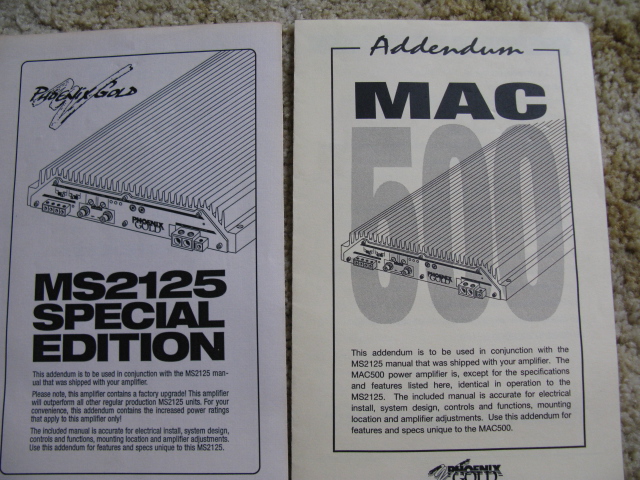 PHOENIX GOLD
PHOENIX
GOLD
MS2125
SPECIAL
EDITION
This addendum is to be used in conjunction with the MS2125 man-
ual that was shipped with your amplifier.
Please note, this amplifier contains a factory upgrade! This amplifier
will outperform all other regular production MS2125 units. For your
convenience, this addendum contains the increased power ratings
that apply to this amplifier only!
The included manual is accurate for electrical install, system design,
controls and functions, mounting location and amplifier adjustments.
Use this addendum for features and specs unique to this MS2125.
Addendum
MAC
500
PHOENIX
GOLD
This addendum is to be used in conjunction with the
MS2125 manual that was shipped with your amplifier. The
MAC500 power amplifier is, except for the specifications
and features listed here, identical in operation to the
MS2125. The included manual is accurate for electrical
install, system design, controls and functions, mounting
location and amplifier adjustments. Use this addendum for
features and specs unique to the MAC500.
PHOENIX
GOLD